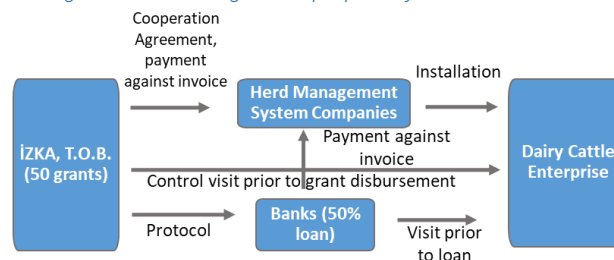 Cooperation
Agreement,
payment
against invoice
Installation
Herd Management
System Companies
Payment against
invoice
İZKA, T.O.B.
(50 grants)
Dairy Cattle
Enterprise
Control visit prior to grant disbursement
Protocol
Banks (50%
loan)
Visit prior
to loan